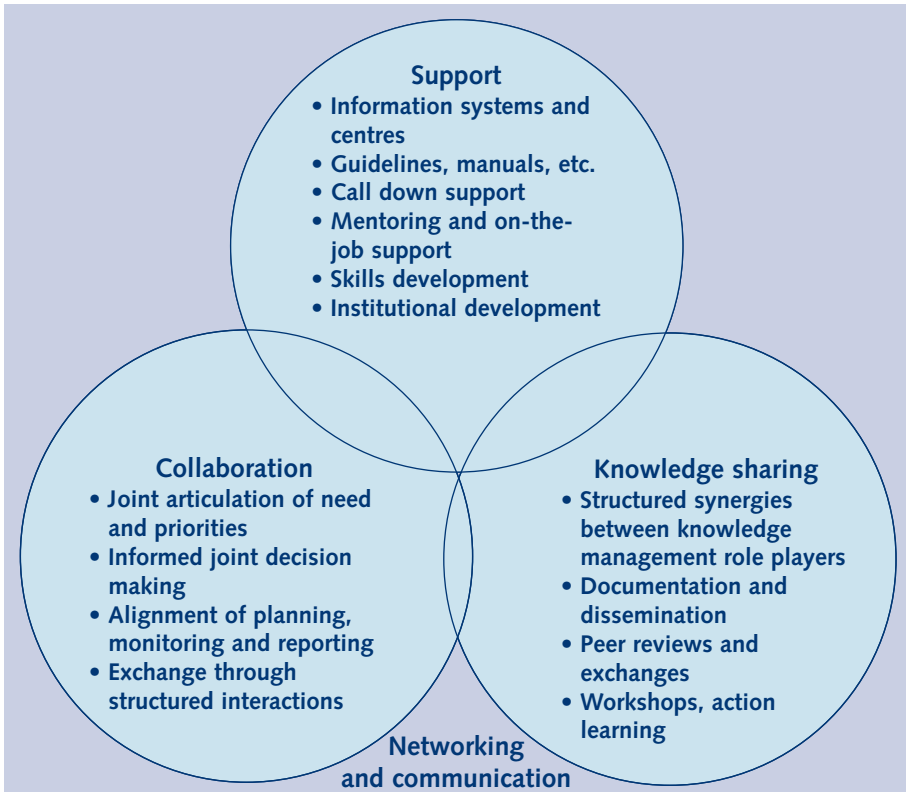 Support
• Information systems and
centres
• Guidelines, manuals, etc.
• Call down support
• Mentoring and on-the-
job support
• Skills development
• Institutional development
Collaboration
• Joint articulation of need
and priorities
• Informed joint decision
making
• Alignment of planning,
monitoring and reporting
• Exchange through
structured interactions
Knowledge sharing
• Structured synergies
between knowledge
management role players
• Documentation and
dissemination
• Peer reviews and
exchanges
• Workshops, action
learning
Networking
and communication